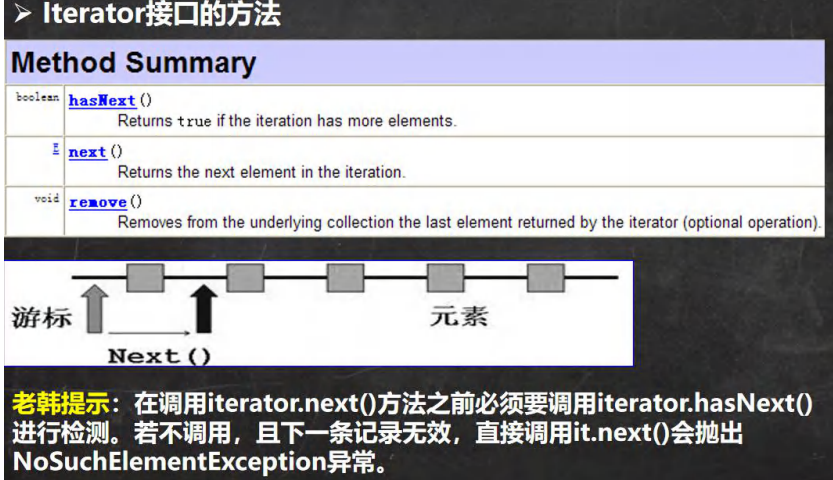 ➢ Iterator接口的方法
Method Summary
boolean hasNext()
Returns true if the iteration has more elements.
E next()
Returns the next element in the iteration.
void remove()
Removes from the underlying collection the last element returned by the iterator (optional operation).
游标 元素
Next()
老韩提示：在调用iterator.next()方法之前必须要调用iterator.hasNext()
进行检测。若不调用，且下一条记录无效，直接调用it.next()会抛出
NoSuchElementException异常。